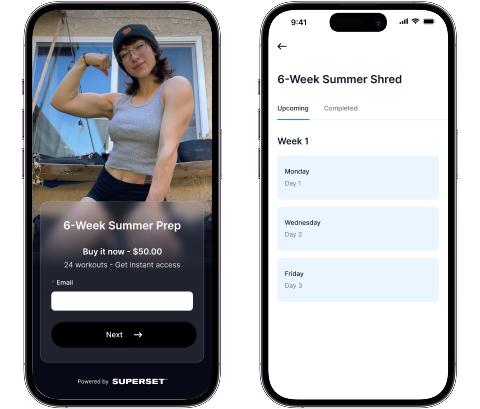 6-Week Summer Prep
Buy it now - $50.00
24 workouts - Get Instant access
* Email
Next →
Powered by SUPERSET
9:41
←
6-Week Summer Shred
Upcoming Completed
Week 1
Monday
Day 1
Wednesday
Day 2
Friday
Day 3